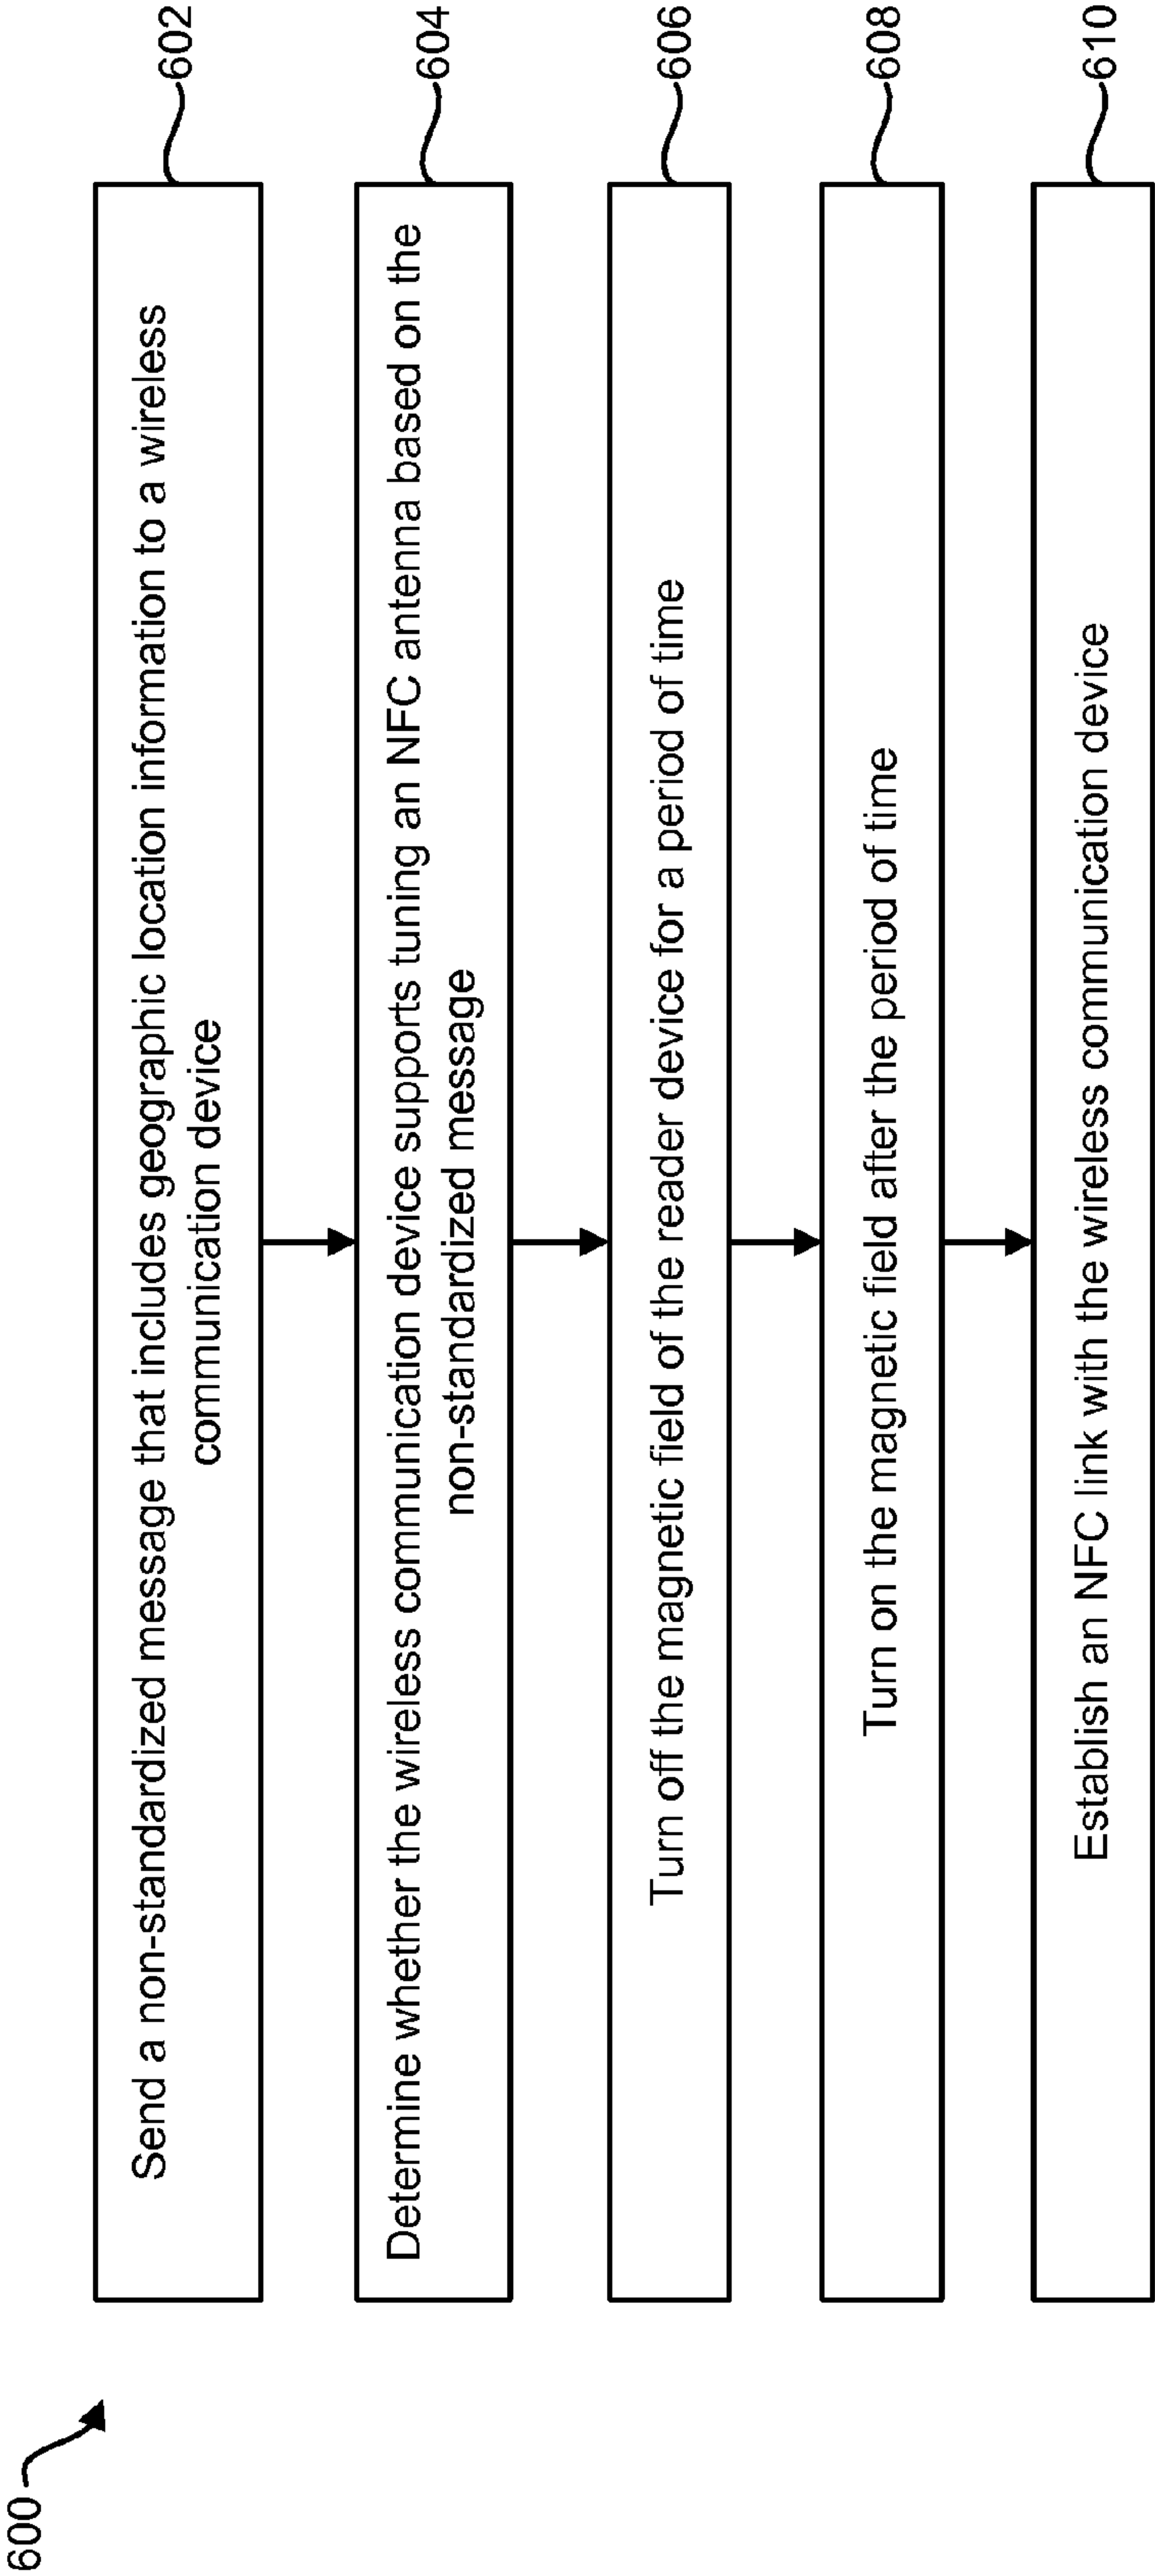 600
Send a non-standardized message that includes geographic location information to a wireless
communication device
602
Determine whether the wireless communication device supports tuning an NFC antenna based on the
non-standardized message
604
Turn off the magnetic field of the reader device for a period of time
606
Turn on the magnetic field after the period of time
608
Establish an NFC link with the wireless communication device
610